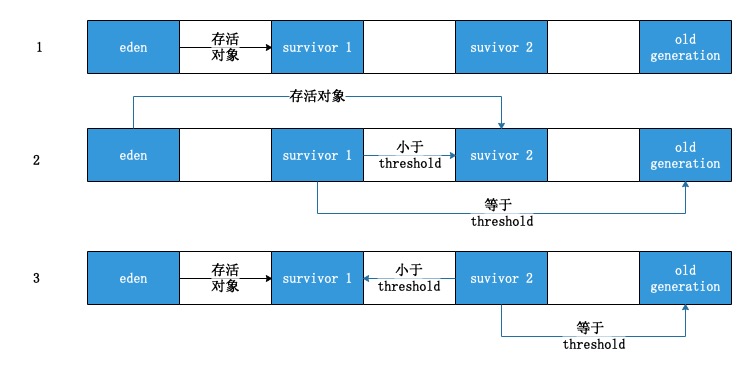 1
eden
存活
对象
survivor 1
suvivor 2
old
generation
存活对象
2
eden
survivor 1
小于
threshold
suvivor 2
old
generation
等于
threshold
3
eden
存活
对象
survivor 1
小于
threshold
suvivor 2
old
generation
等于
threshold